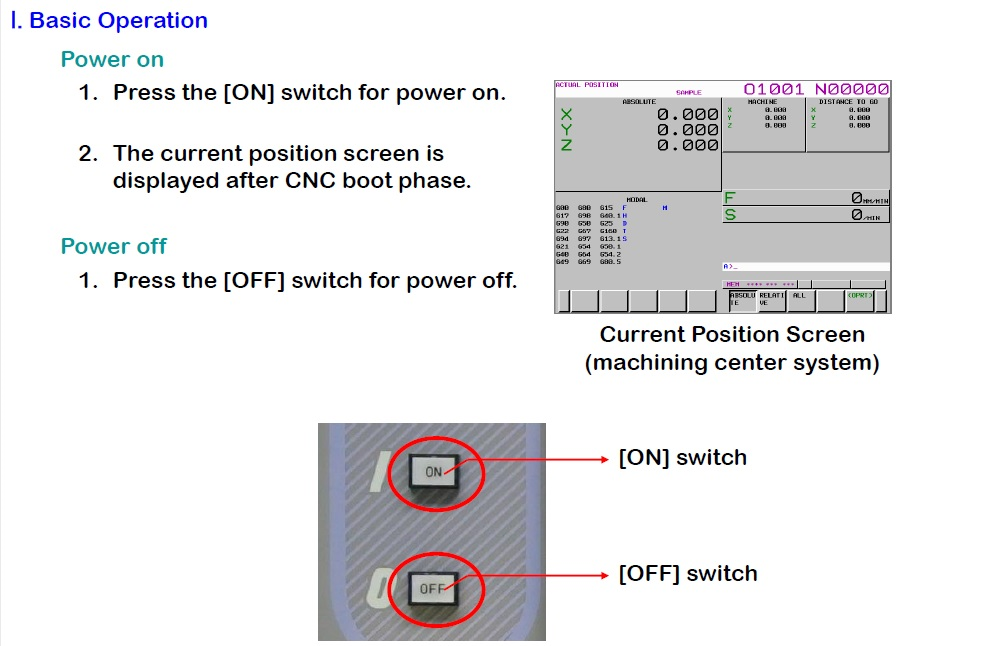 I. Basic Operation
Power on
1. Press the [ON] switch for power on.
2. The current position screen is
displayed after CNC boot phase.
Power off
1. Press the [OFF] switch for power off.
ACTUAL POSITION
SAMPLE
O1001 N00000
ABSOLUTE
X 0.000
Y 0.000
Z 0.000
MACHINE
X 0.000
Y 0.000
Z 0.000
DISTANCE TO GO
X 0.000
Y 0.000
Z 0.000
MODAL
G00 G80 G15 F M
G17 G98 G40.1 H
G90 G50 G25 D
G22 G67 G160 T
G94 G97 G13.1 S
G21 G54 G50.1
G40 G64 G54.2
G49 G69 G80.5
F 0 MM/MIN
S 0 /MIN
A>_
MEM **** *** ***
ABSOLUTE
RELATIVE
ALL
(OPRT)
Current Position Screen
(machining center system)
ON
[ON] switch
OFF
[OFF] switch